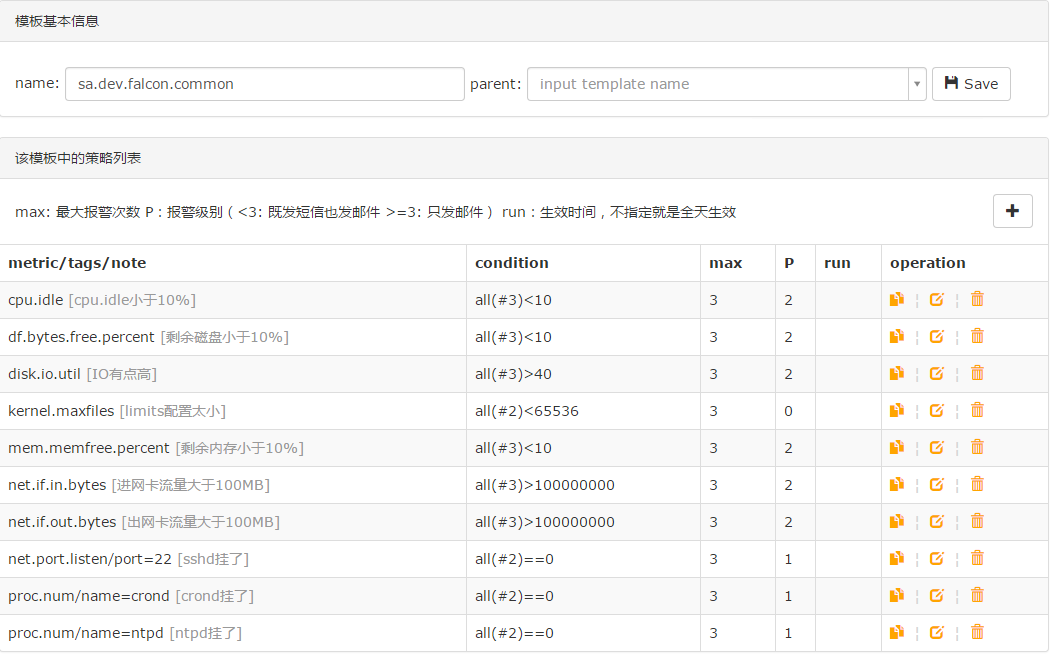 模板基本信息
name: sa.dev.falcon.common parent: input template name Save
该模板中的策略列表
max: 最大报警次数 P：报警级别（<3: 既发短信也发邮件 >=3: 只发邮件） run：生效时间，不指定就是全天生效
metric/tags/note condition max P run operation
cpu.idle [cpu.idle小于10%] all(#3)<10 3 2
df.bytes.free.percent [剩余磁盘小于10%] all(#3)<10 3 2
disk.io.util [IO有点高] all(#3)>40 3 2
kernel.maxfiles [limits配置太小] all(#2)<65536 3 0
mem.memfree.percent [剩余内存小于10%] all(#3)<10 3 2
net.if.in.bytes [进网卡流量大于100MB] all(#3)>100000000 3 2
net.if.out.bytes [出网卡流量大于100MB] all(#3)>100000000 3 2
net.port.listen/port=22 [sshd挂了] all(#2)==0 3 1
proc.num/name=crond [crond挂了] all(#2)==0 3 1
proc.num/name=ntpd [ntpd挂了] all(#2)==0 3 1